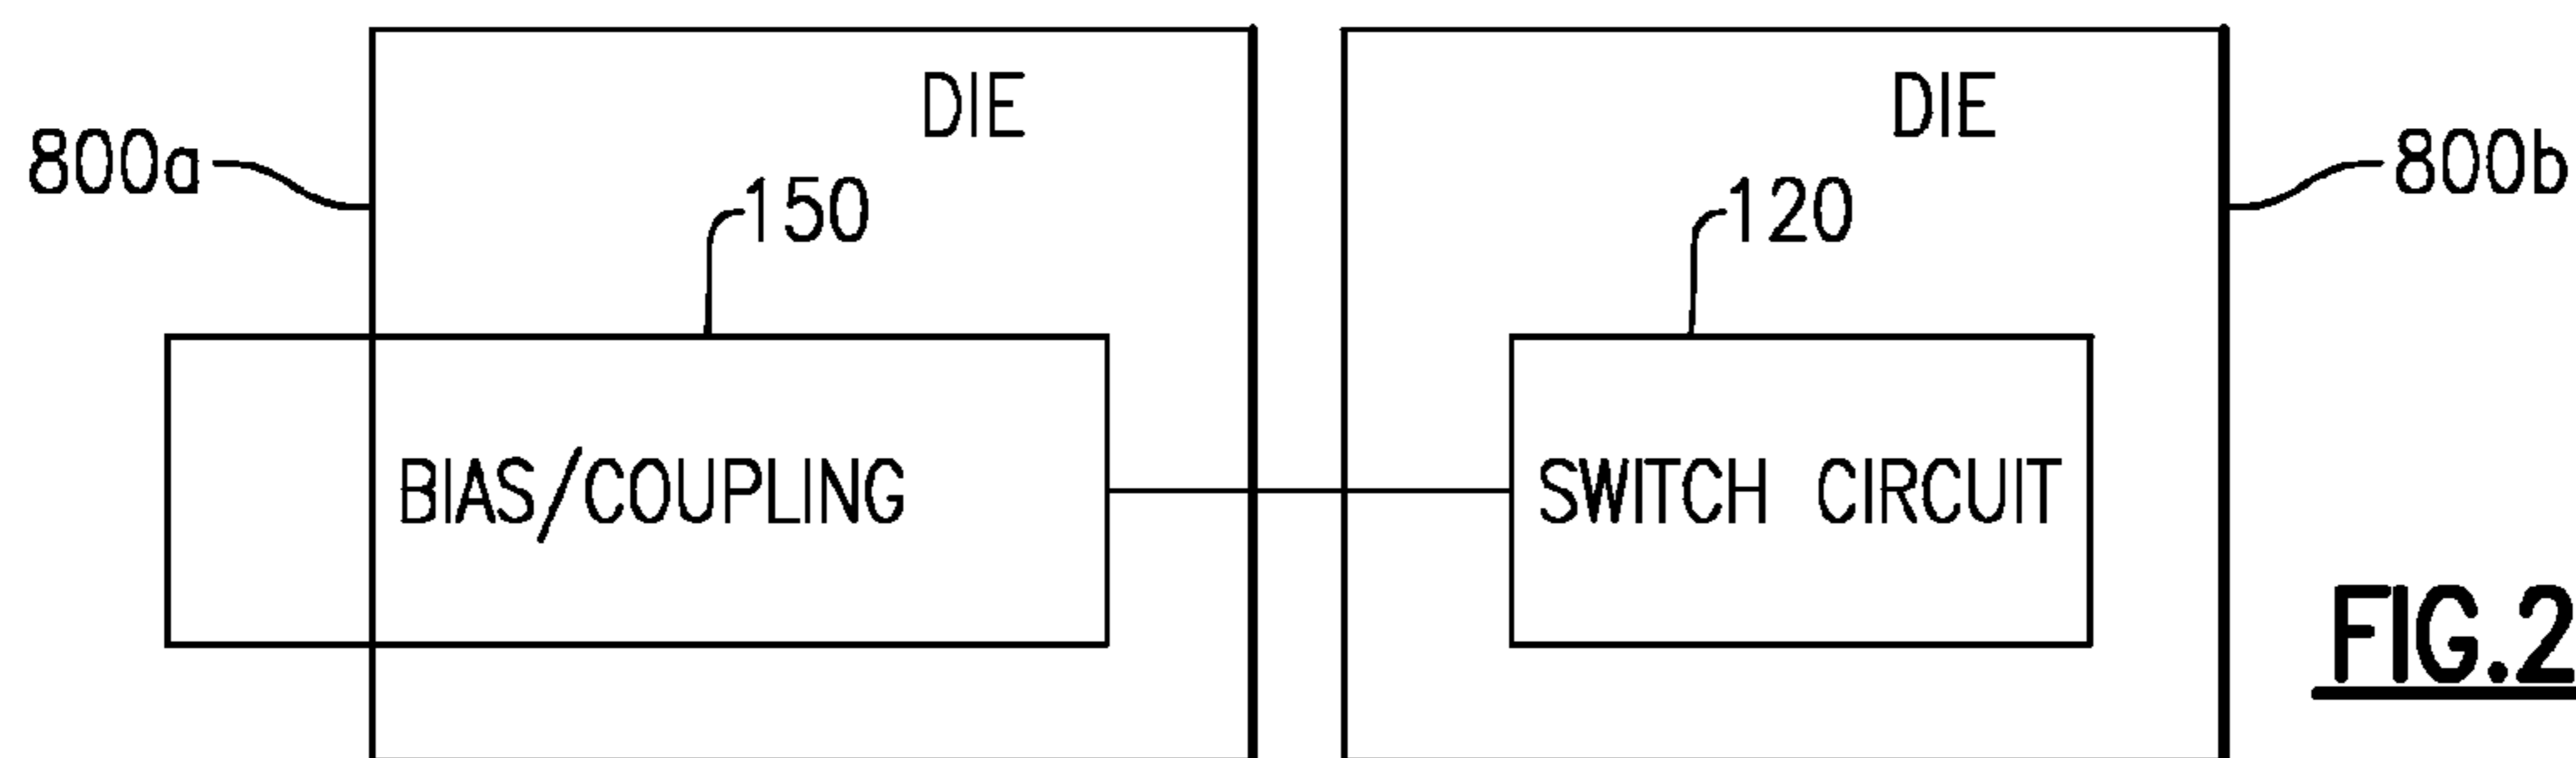 DIE
DIE
800a
800b
150
120
BIAS/COUPLING
SWITCH CIRCUIT
FIG.2